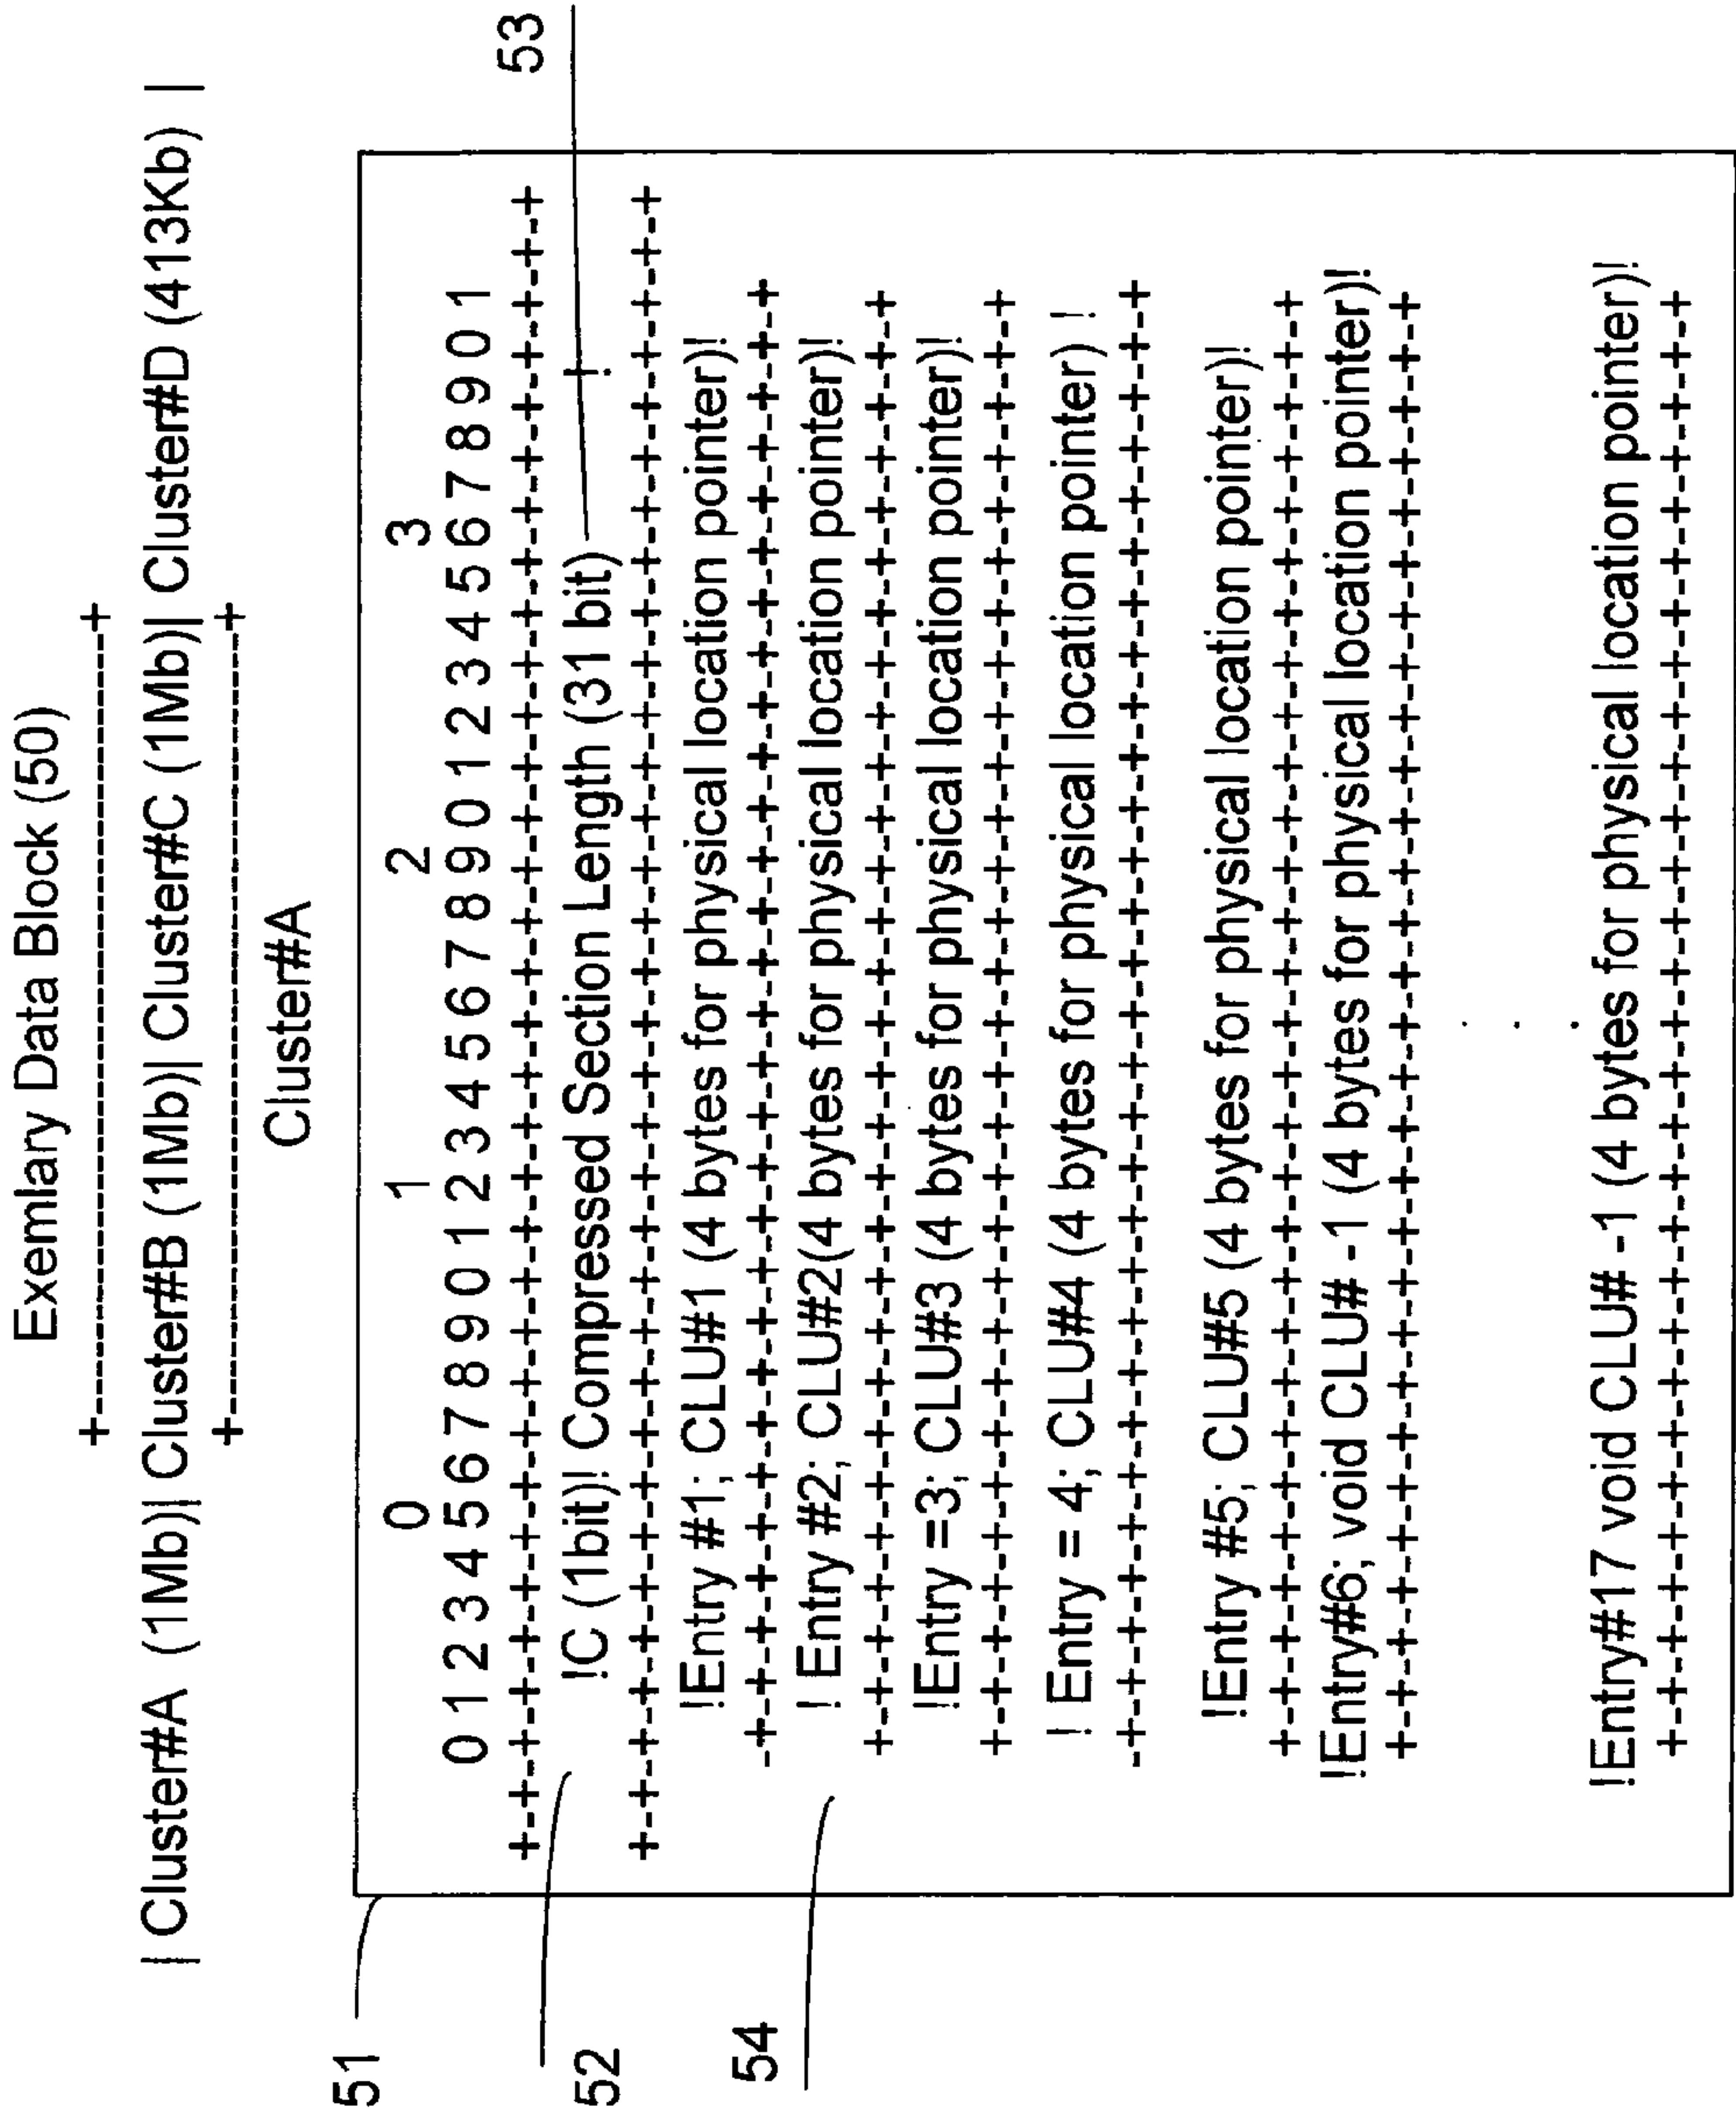 Exemlary Data Block (50)
| Cluster#A (1Mb)| Cluster#B (1Mb)| Cluster#C (1Mb)| Cluster#D (413Kb) |
Cluster#A
51
0 1 2 3
0 1 2 3 4 5 6 7 8 9 0 1 2 3 4 5 6 7 8 9 0 1 2 3 4 5 6 7 8 9 0 1
53
52
!C (1bit)! Compressed Section Length (31 bit) !
!Entry #1; CLU#1 (4 bytes for physical location pointer)!
54
! Entry #2; CLU#2(4 bytes for physical location pointer)!
!Entry =3; CLU#3 (4 bytes for physical location pointer)!
! Entry = 4; CLU#4 (4 bytes for physical location pointer) !
!Entry #5; CLU#5 (4 bytes for physical location pointer)!
!Entry#6; void CLU# -1 (4 bytes for physical location pointer)!
. . .
!Entry#17 void CLU# -1 (4 bytes for physical location pointer)!